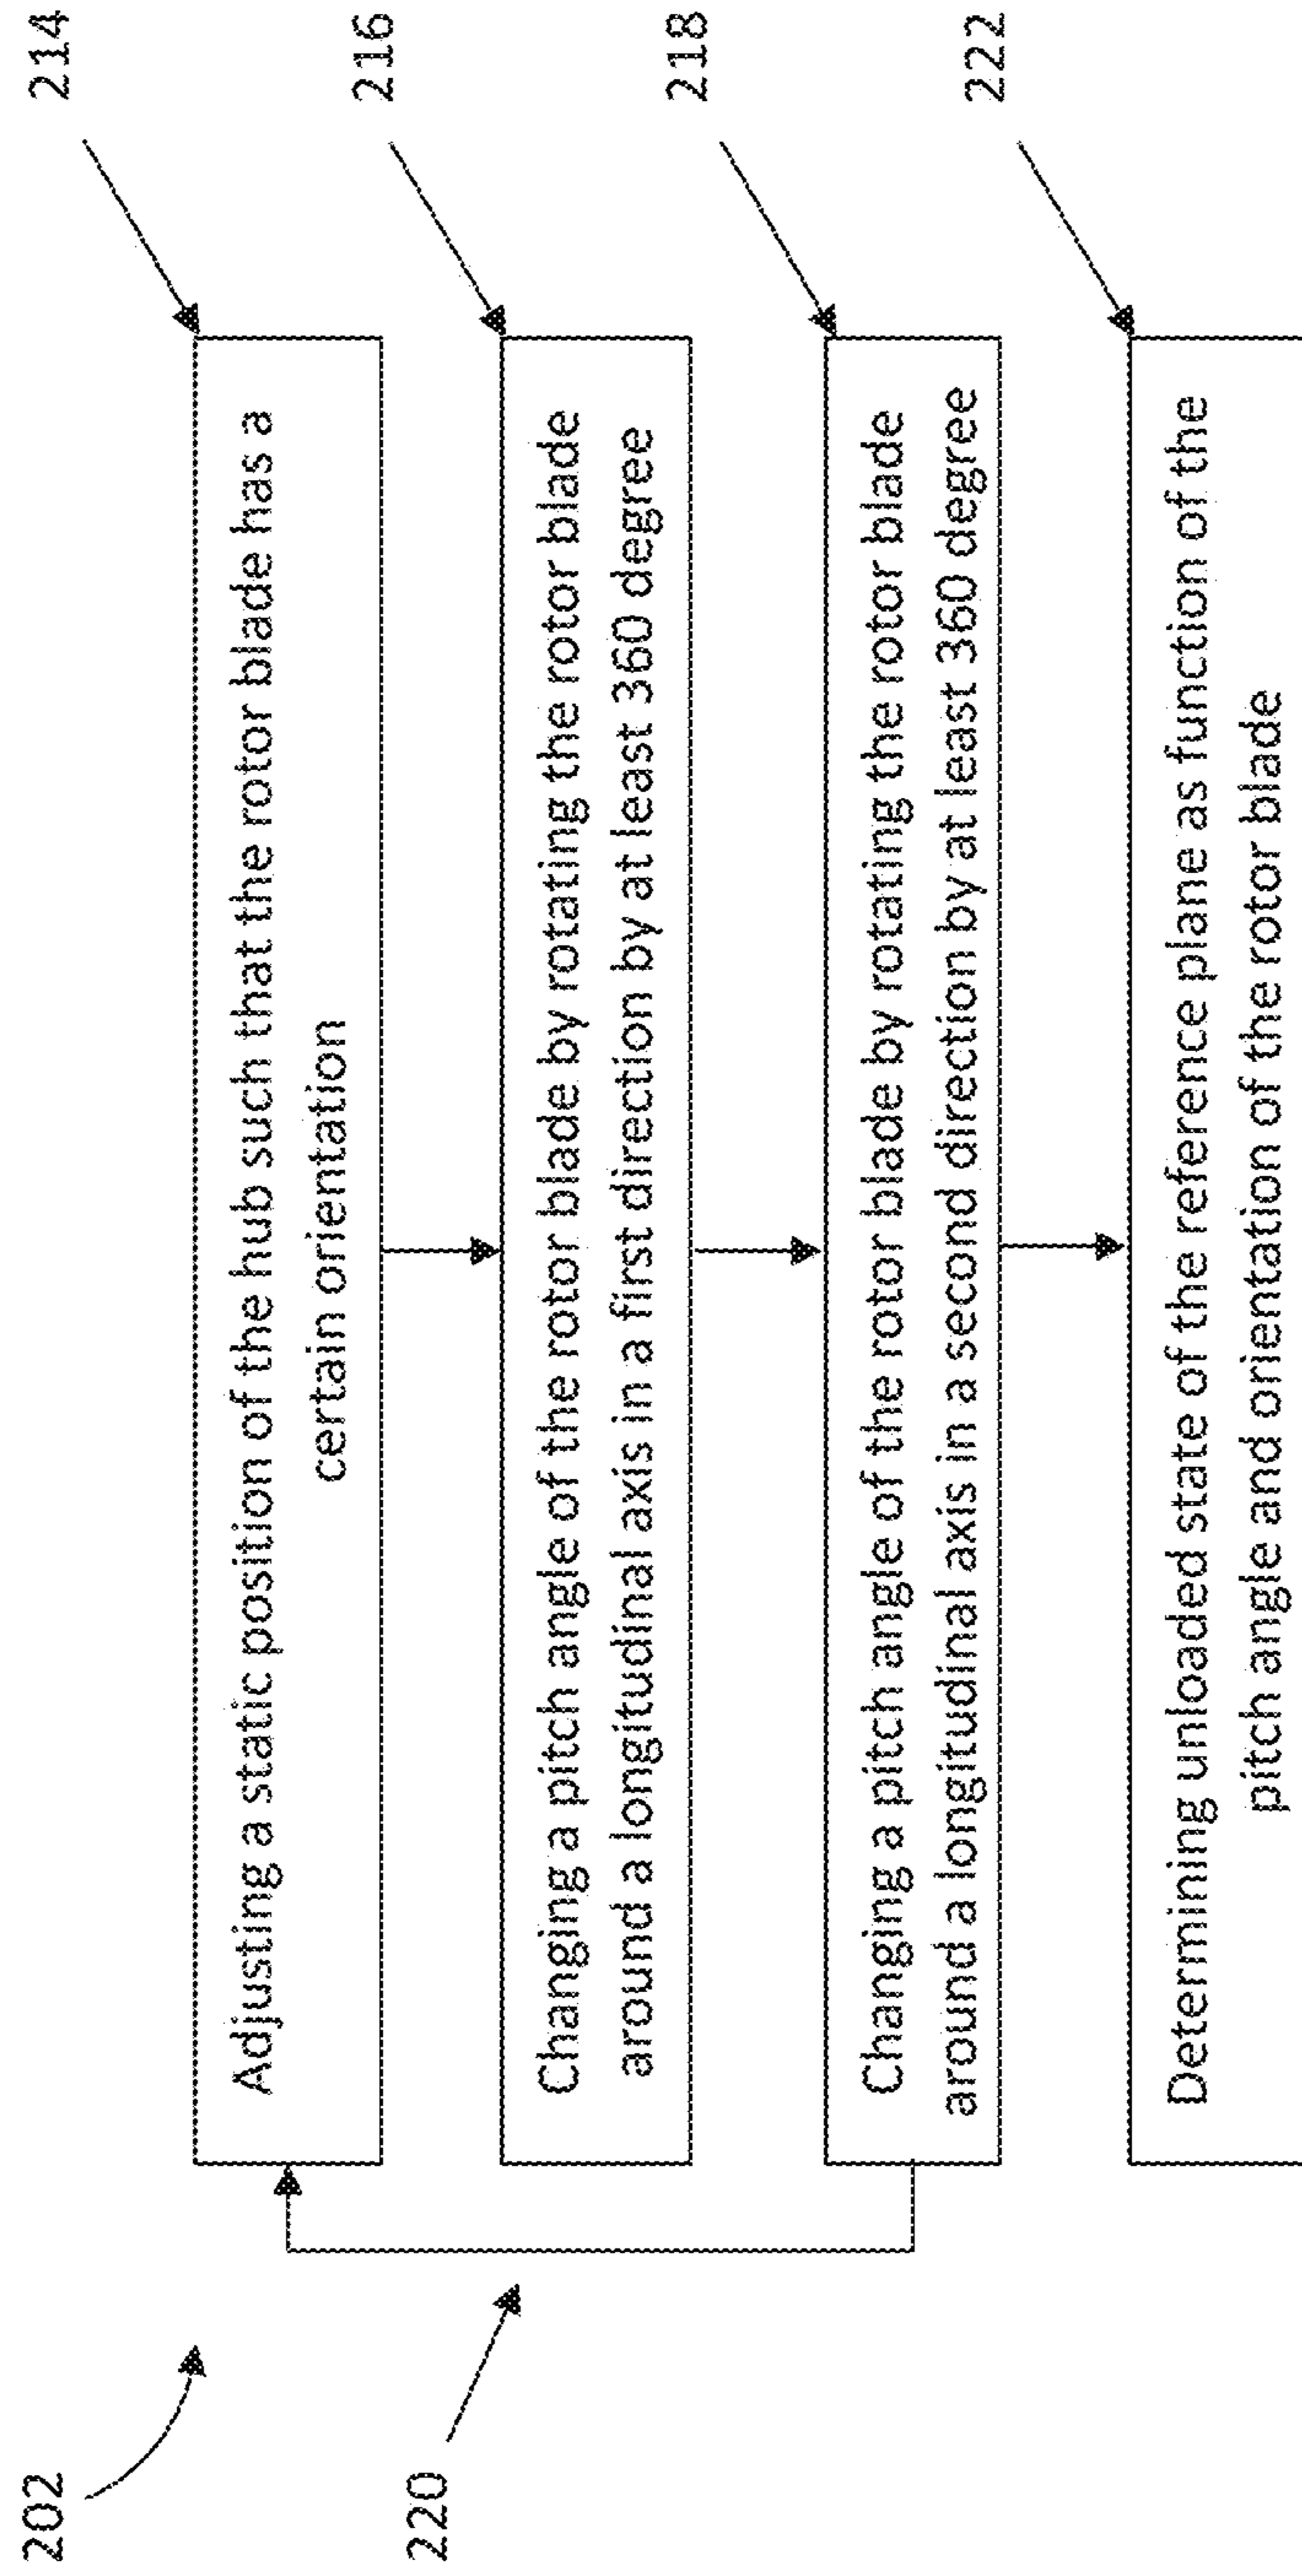 202
214
Adjusting a static position of the hub such that the rotor blade has a
certain orientation
216
Changing a pitch angle of the rotor blade by rotating the rotor blade
around a longitudinal axis in a first direction by at least 360 degree
220
218
Changing a pitch angle of the rotor blade by rotating the rotor blade
around a longitudinal axis in a second direction by at least 360 degree
222
Determining unloaded state of the reference plane as function of the
pitch angle and orientation of the rotor blade